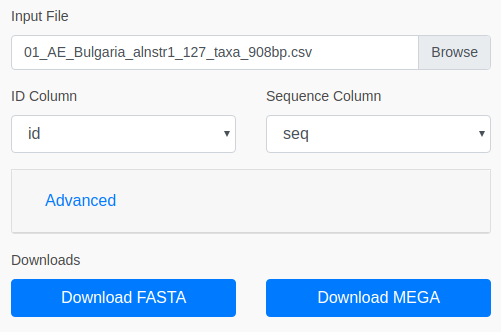 Input File
01_AE_Bulgaria_alnstr1_127_taxa_908bp.csv Browse
ID Column Sequence Column
id seq
Advanced
Downloads
Download FASTA Download MEGA